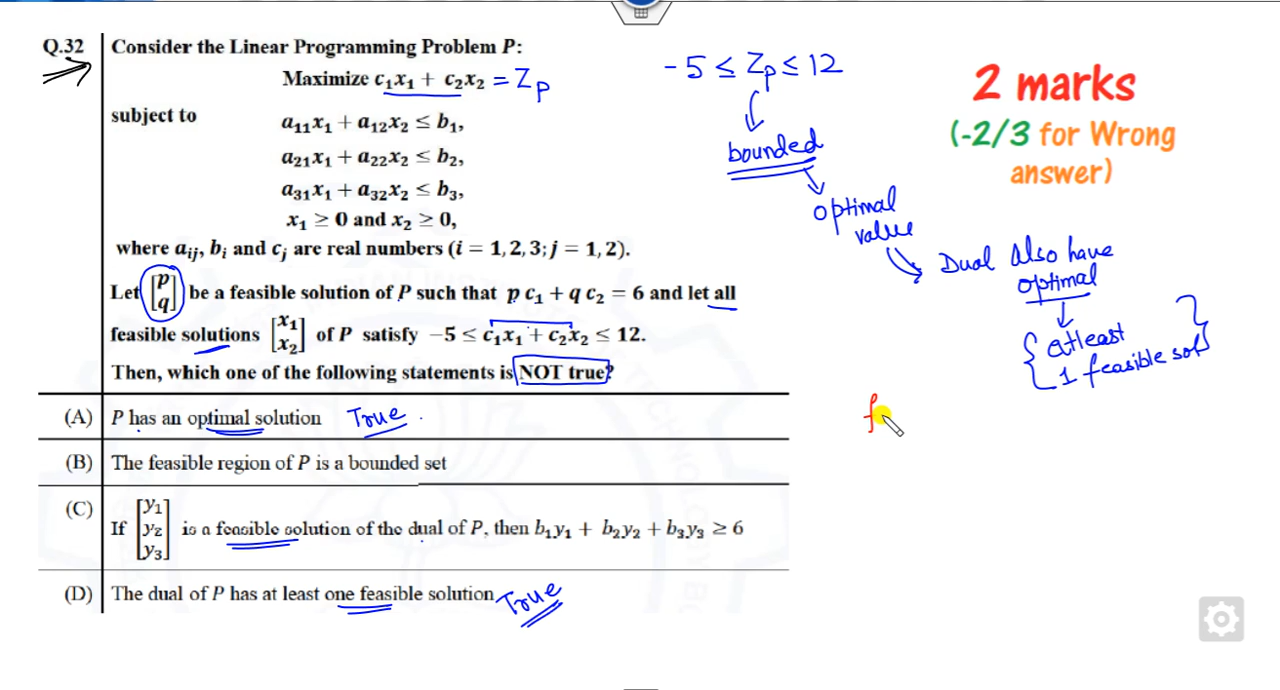 Q.32 Consider the Linear Programming Problem P:
Maximize c₁x₁ + c₂x₂ = Zp
subject to
a₁₁x₁ + a₁₂x₂ ≤ b₁,
a₂₁x₁ + a₂₂x₂ ≤ b₂,
a₃₁x₁ + a₃₂x₂ ≤ b₃,
x₁ ≥ 0 and x₂ ≥ 0,
where aᵢⱼ, bᵢ and cⱼ are real numbers (i = 1, 2, 3; j = 1, 2).
Let [p q] be a feasible solution of P such that p c₁ + q c₂ = 6 and let all
feasible solutions [x₁ x₂] of P satisfy −5 ≤ c₁x₁ + c₂x₂ ≤ 12.
Then, which one of the following statements is NOT true?
(A) P has an optimal solution True
(B) The feasible region of P is a bounded set
(C) If [y₁ y₂ y₃] is a feasible solution of the dual of P, then b₁y₁ + b₂y₂ + b₃y₃ ≥ 6
(D) The dual of P has at least one feasible solution True
-5 ≤ Zp ≤ 12
bounded
optimal
value
Dual Also have
optimal
{ atleast
1 feasible sol }
f
2 marks
(-2/3 for Wrong
answer)